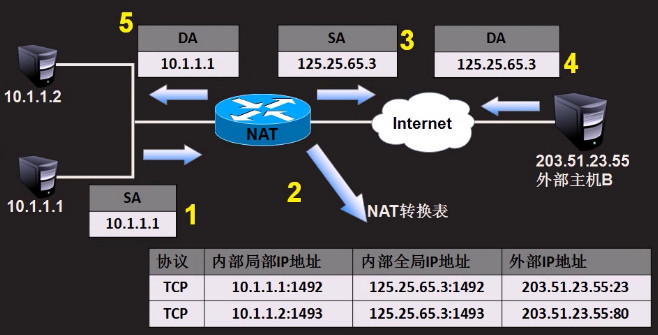 5
DA
10.1.1.1
SA
125.25.65.3
3
DA
125.25.65.3
4
10.1.1.2
NAT
Internet
203.51.23.55
外部主机B
10.1.1.1
SA
10.1.1.1
1
2
NAT转换表
协议 内部局部IP地址 内部全局IP地址 外部IP地址
TCP 10.1.1.1:1492 125.25.65.3:1492 203.51.23.55:23
TCP 10.1.1.2:1493 125.25.65.3:1493 203.51.23.55:80